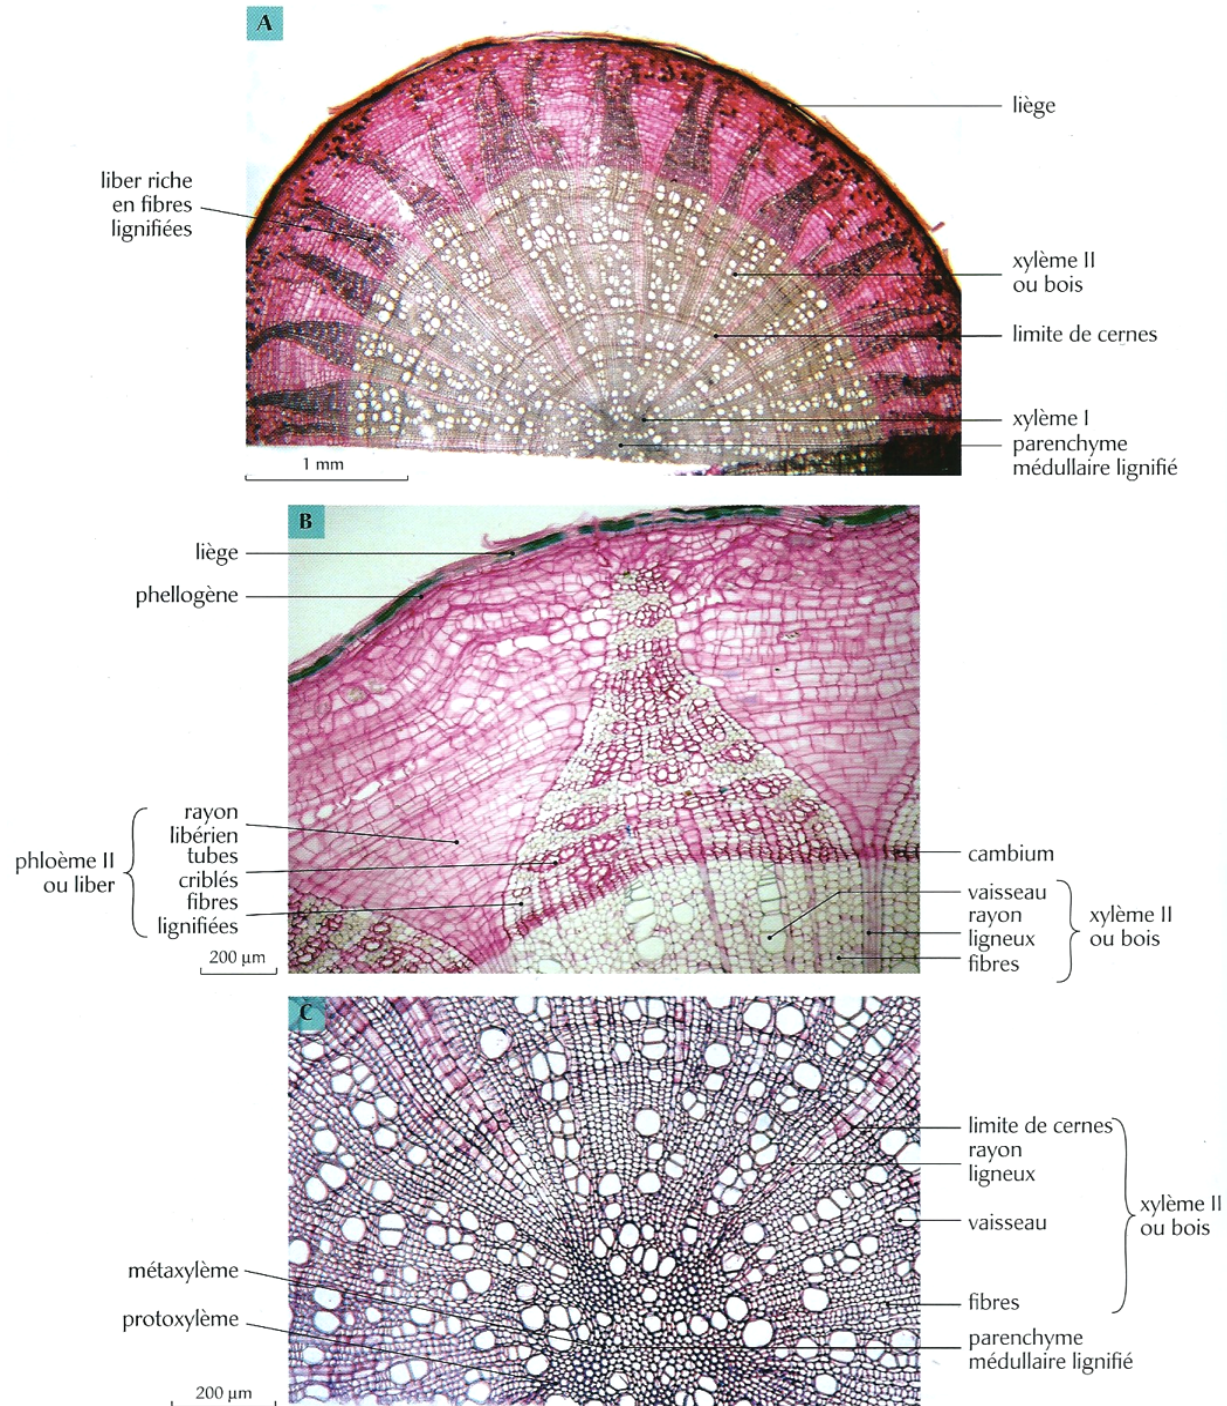 A
liège
liber riche
en fibres
lignifiées
xylème II
ou bois
limite de cernes
xylème I
parenchyme
médullaire lignifié
1 mm
B
liège
phellogène
rayon
libérien
tubes
criblés
fibres
lignifiées
phloème II
ou liber
200 µm
cambium
vaisseau
rayon
ligneux
fibres
xylème II
ou bois
C
limite de cernes
rayon
ligneux
vaisseau
fibres
xylème II
ou bois
métaxylème
protoxylème
parenchyme
médullaire lignifié
200 µm